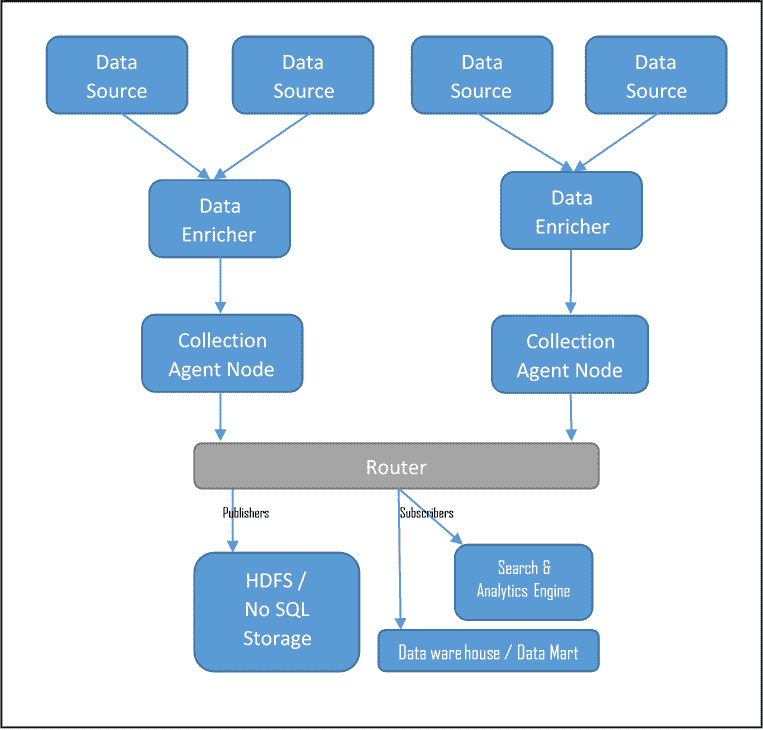 Data
Source
Data
Source
Data
Source
Data
Source
Data
Enricher
Data
Enricher
Collection
Agent Node
Collection
Agent Node
Router
Publishers
Subscribers
HDFS /
No SQL
Storage
Search &
Analytics Engine
Data ware house / Data Mart